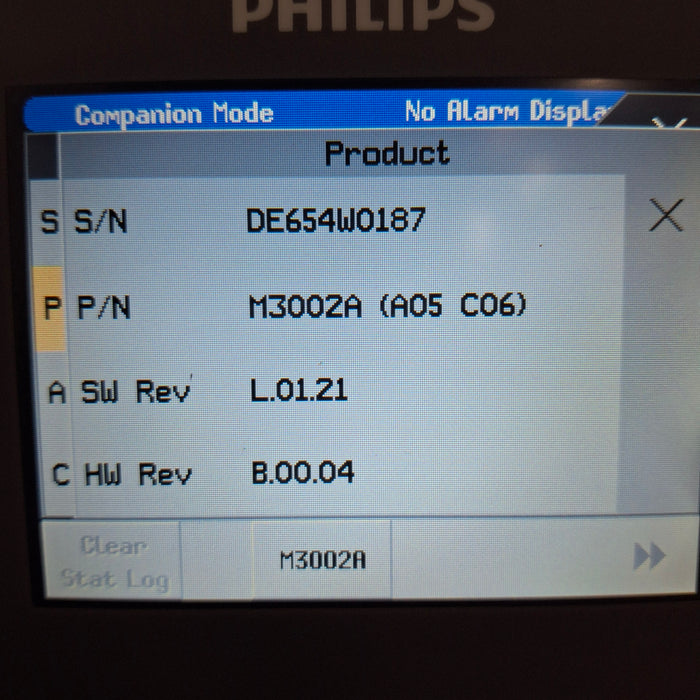 PHILIPS
Companion Mode No Alarm Displa
Product
S S/N DE654W0187
P P/N M3002A (A05 C06)
A SW Rev L.01.21
C HW Rev B.00.04
Clear
Stat Log
M3002A